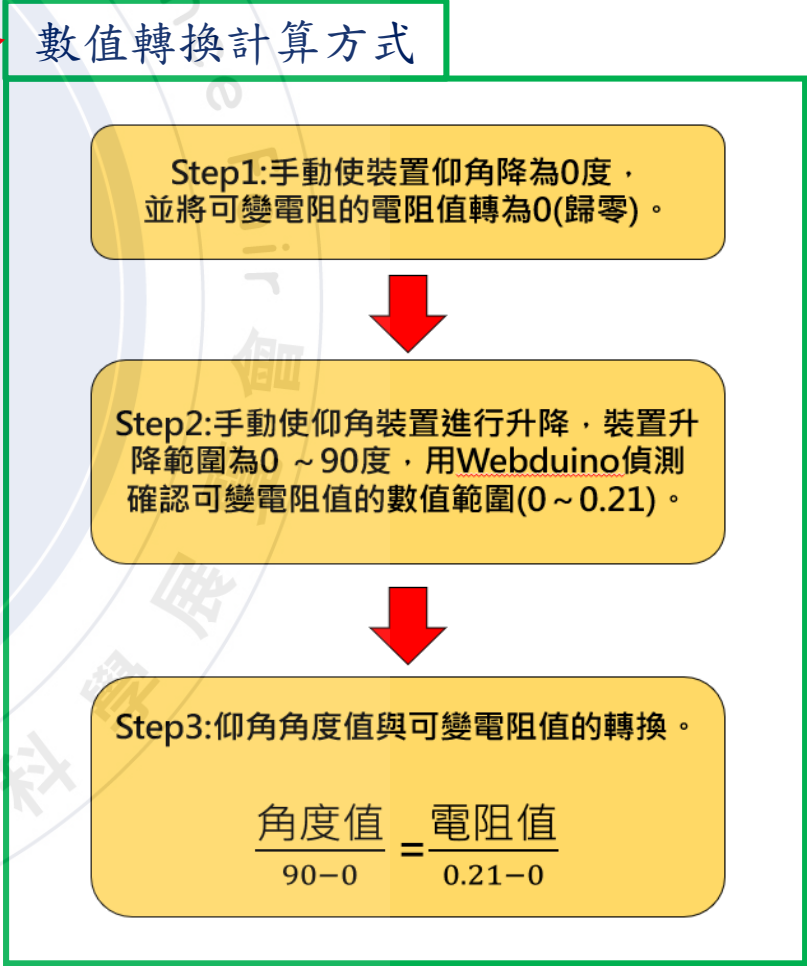 數值轉換計算方式
Step1:手動使裝置仰角降為0度，
並將可變電阻的電阻值轉為0(歸零)。
Step2:手動使仰角裝置進行升降，裝置升
降範圍為0 ~90度，用Webduino偵測
確認可變電阻值的數值範圍(0~0.21)。
Step3:仰角角度值與可變電阻值的轉換。
角度值/90−0=電阻值/0.21−0
科學展
會